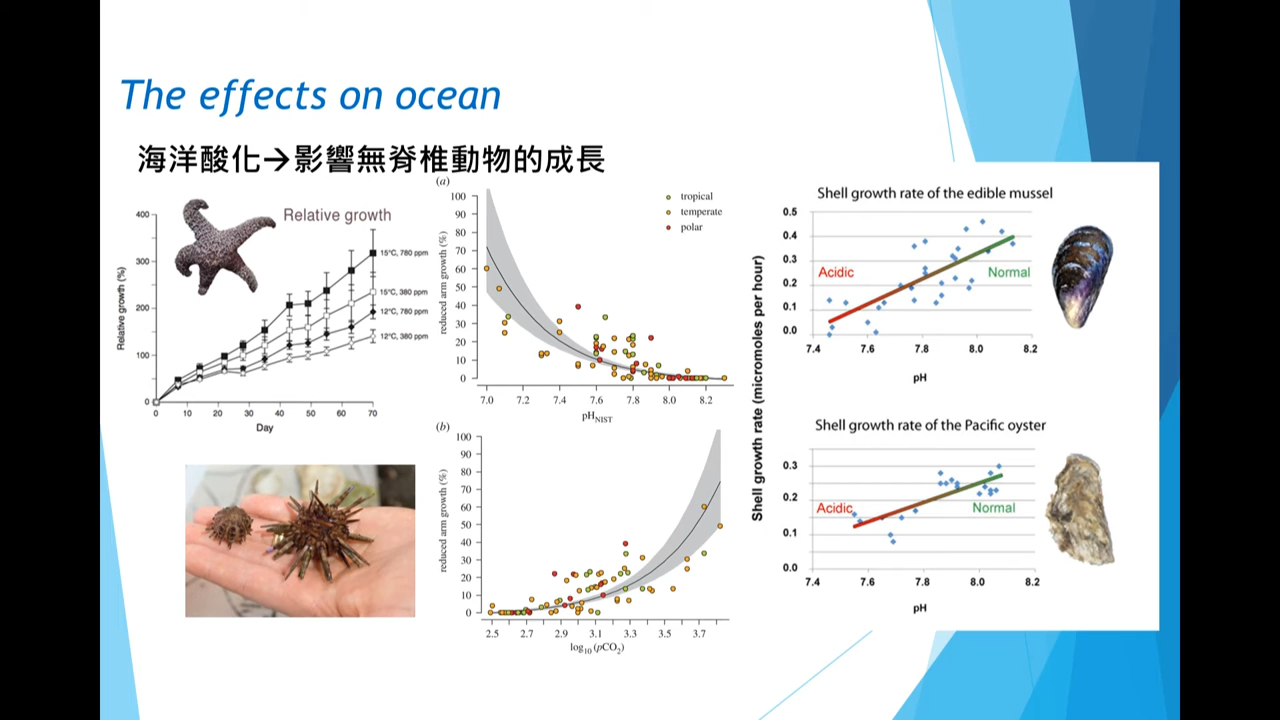 The effects on ocean
海洋酸化→影響無脊椎動物的成長
Relative growth
400
300
200
100
0
Relative growth (%)
15°C, 780 ppm
15°C, 380 ppm
12°C, 780 ppm
12°C, 380 ppm
0 10 20 30 40 50 60 70
Day
(a)
100
90
80
70
60
50
40
30
20
10
0
reduced arm growth (%)
tropical
temperate
polar
7.0 7.2 7.4 7.6 7.8 8.0 8.2
pHNIST
(b)
100
90
80
70
60
50
40
30
20
10
0
reduced arm growth (%)
2.5 2.7 2.9 3.1 3.3 3.5 3.7
log10 (pCO2)
Shell growth rate (micromoles per hour)
Shell growth rate of the edible mussel
0.5
0.4
0.3
0.2
0.1
0.0
Acidic
Normal
7.4 7.6 7.8 8.0 8.2
pH
Shell growth rate of the Pacific oyster
0.3
0.2
0.1
0.0
Acidic
Normal
7.4 7.6 7.8 8.0 8.2
pH